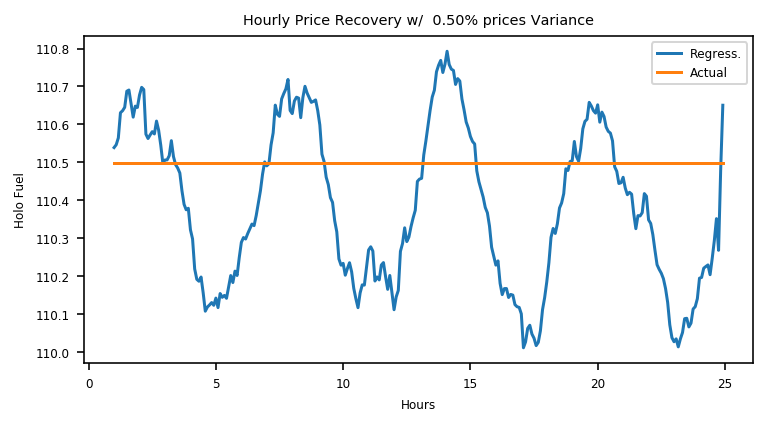 Hourly Price Recovery w/  0.50% prices Variance
Regress.
Actual
Holo Fuel
110.8
110.7
110.6
110.5
110.4
110.3
110.2
110.1
110.0
0 5 10 15 20 25
Hours